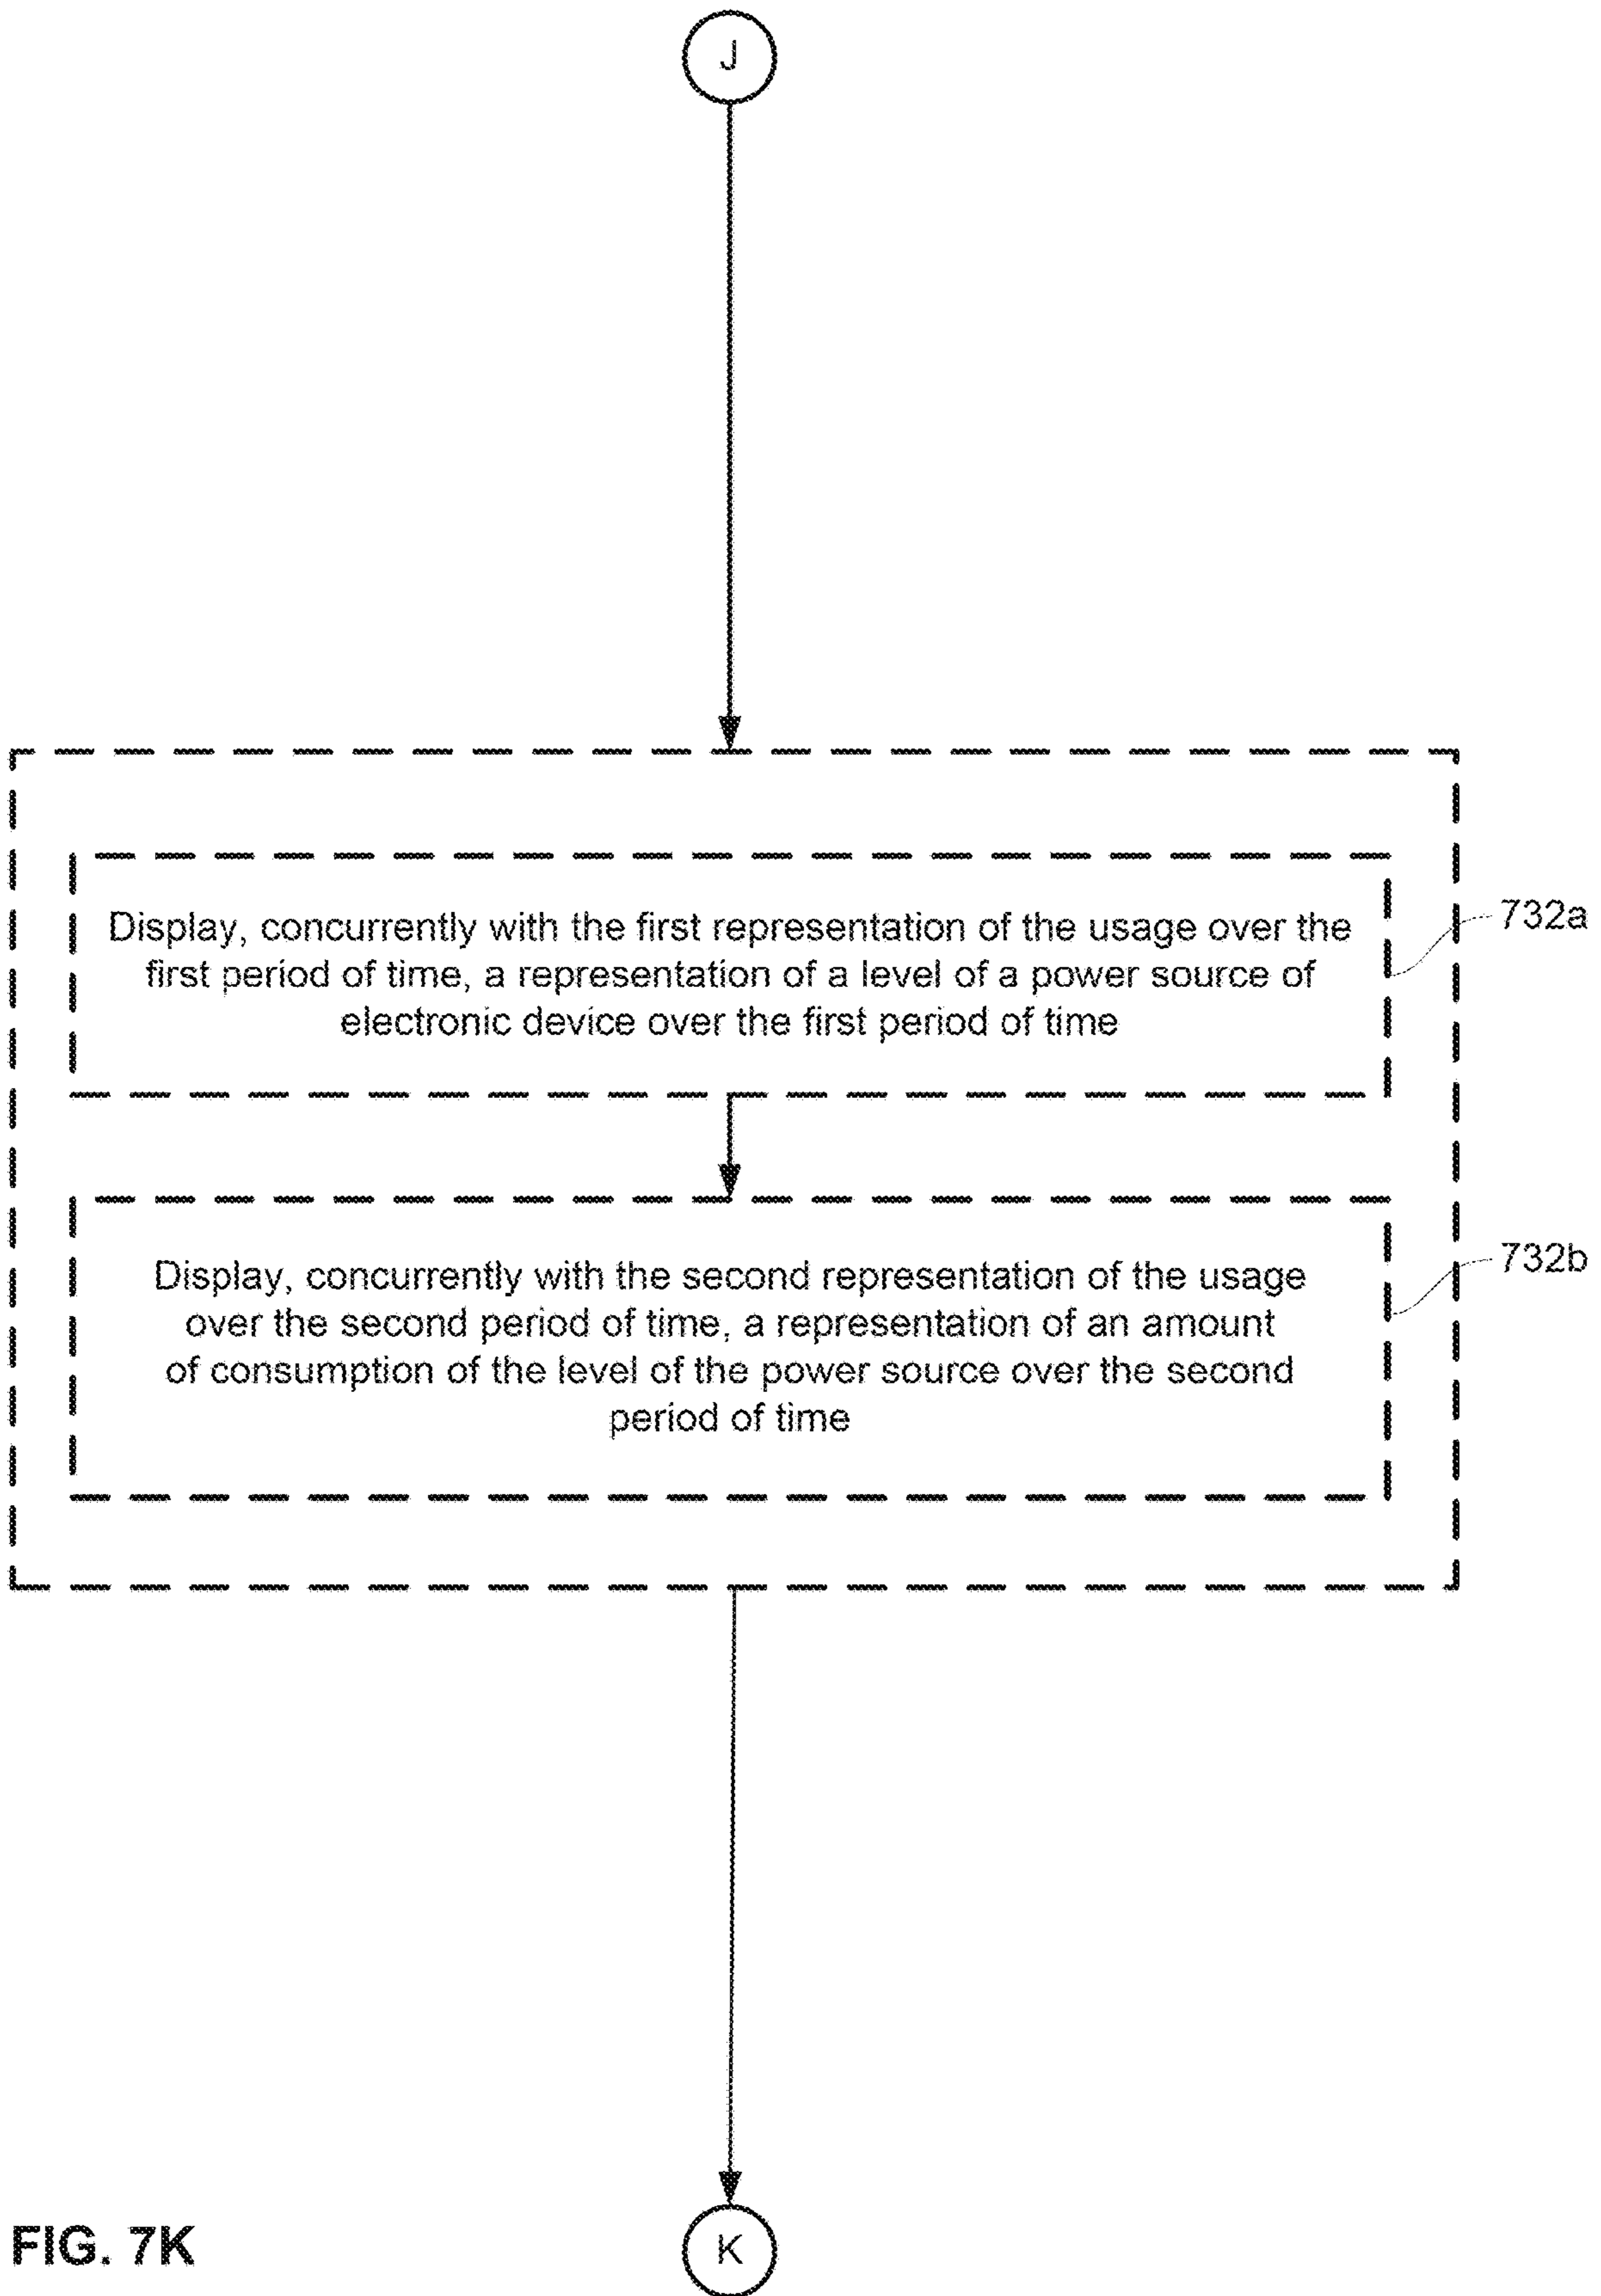 J
Display, concurrently with the first representation of the usage over the
first period of time, a representation of a level of a power source of
electronic device over the first period of time
732a
Display, concurrently with the second representation of the usage
over the second period of time, a representation of an amount
of consumption of the level of the power source over the second
period of time
732b
FIG. 7K
K